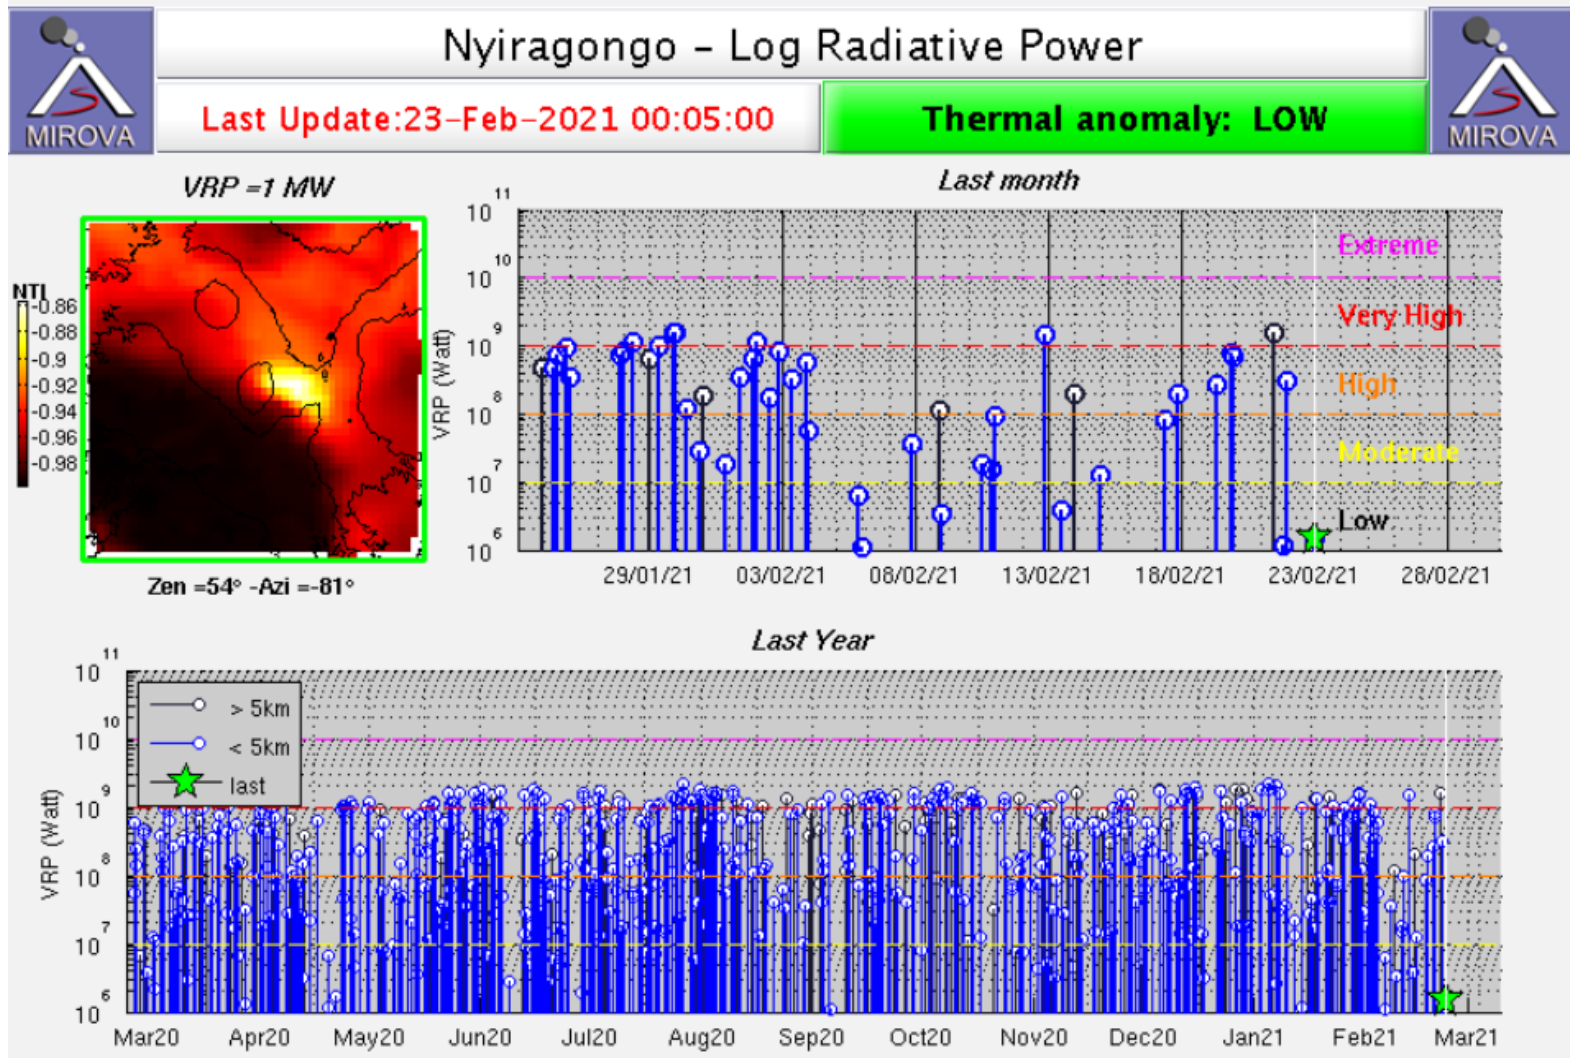 Nyiragongo - Log Radiative Power
MIROVA
Last Update:23-Feb-2021 00:05:00
Thermal anomaly: LOW
MIROVA
VRP =1 MW
NTI
-0.86
-0.88
-0.9
-0.92
-0.94
-0.96
-0.98
Zen =54° -Azi =-81°
Last month
VRP (Watt)
10^11
10^10
10^9
10^8
10^7
10^6
Extreme
Very High
High
Moderate
Low
29/01/21 03/02/21 08/02/21 13/02/21 18/02/21 23/02/21 28/02/21
Last Year
VRP (Watt)
10^11
10^10
10^9
10^8
10^7
10^6
> 5km
< 5km
last
Mar20 Apr20 May20 Jun20 Jul20 Aug20 Sep20 Oct20 Nov20 Dec20 Jan21 Feb21 Mar21